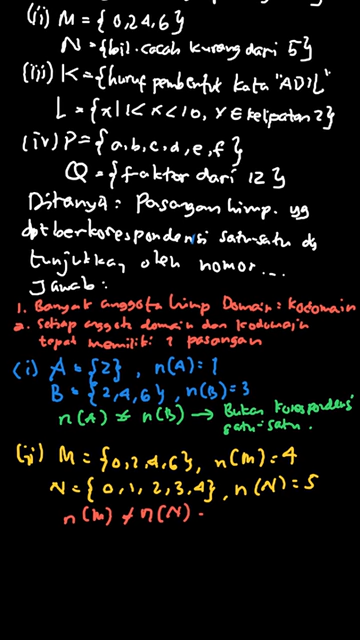 (ii) M = {0,2,4,6}
N = {bil. cacah kurang dari 5}
(iii) K = {huruf pembentuk kata "ADIL"}
L = {x | 1 < x < 10, x ∈ kelipatan 2}
(iv) P = {a, b, c, d, e, f}
Q = {faktor dari 12}
Ditanya : Pasangan himp. yg
dpt berkorespondensi satu-satu dg
tunjukkan oleh nomor...
Jawab :
1. Banyak anggota himp Domain = Kodomain
2. Setiap anggota domain dan kodomain
tepat memiliki 1 pasangan
(i) A = {2} , n(A) = 1
B = {2, 4, 6} , n(B) = 3
n(A) ≠ n(B) → Bukan korespondensi
satu-satu.
(ii) M = {0, 2, 4, 6}, n(M) = 4
N = {0, 1, 2, 3, 4} , n(N) = 5
n(M) ≠ n(N) -